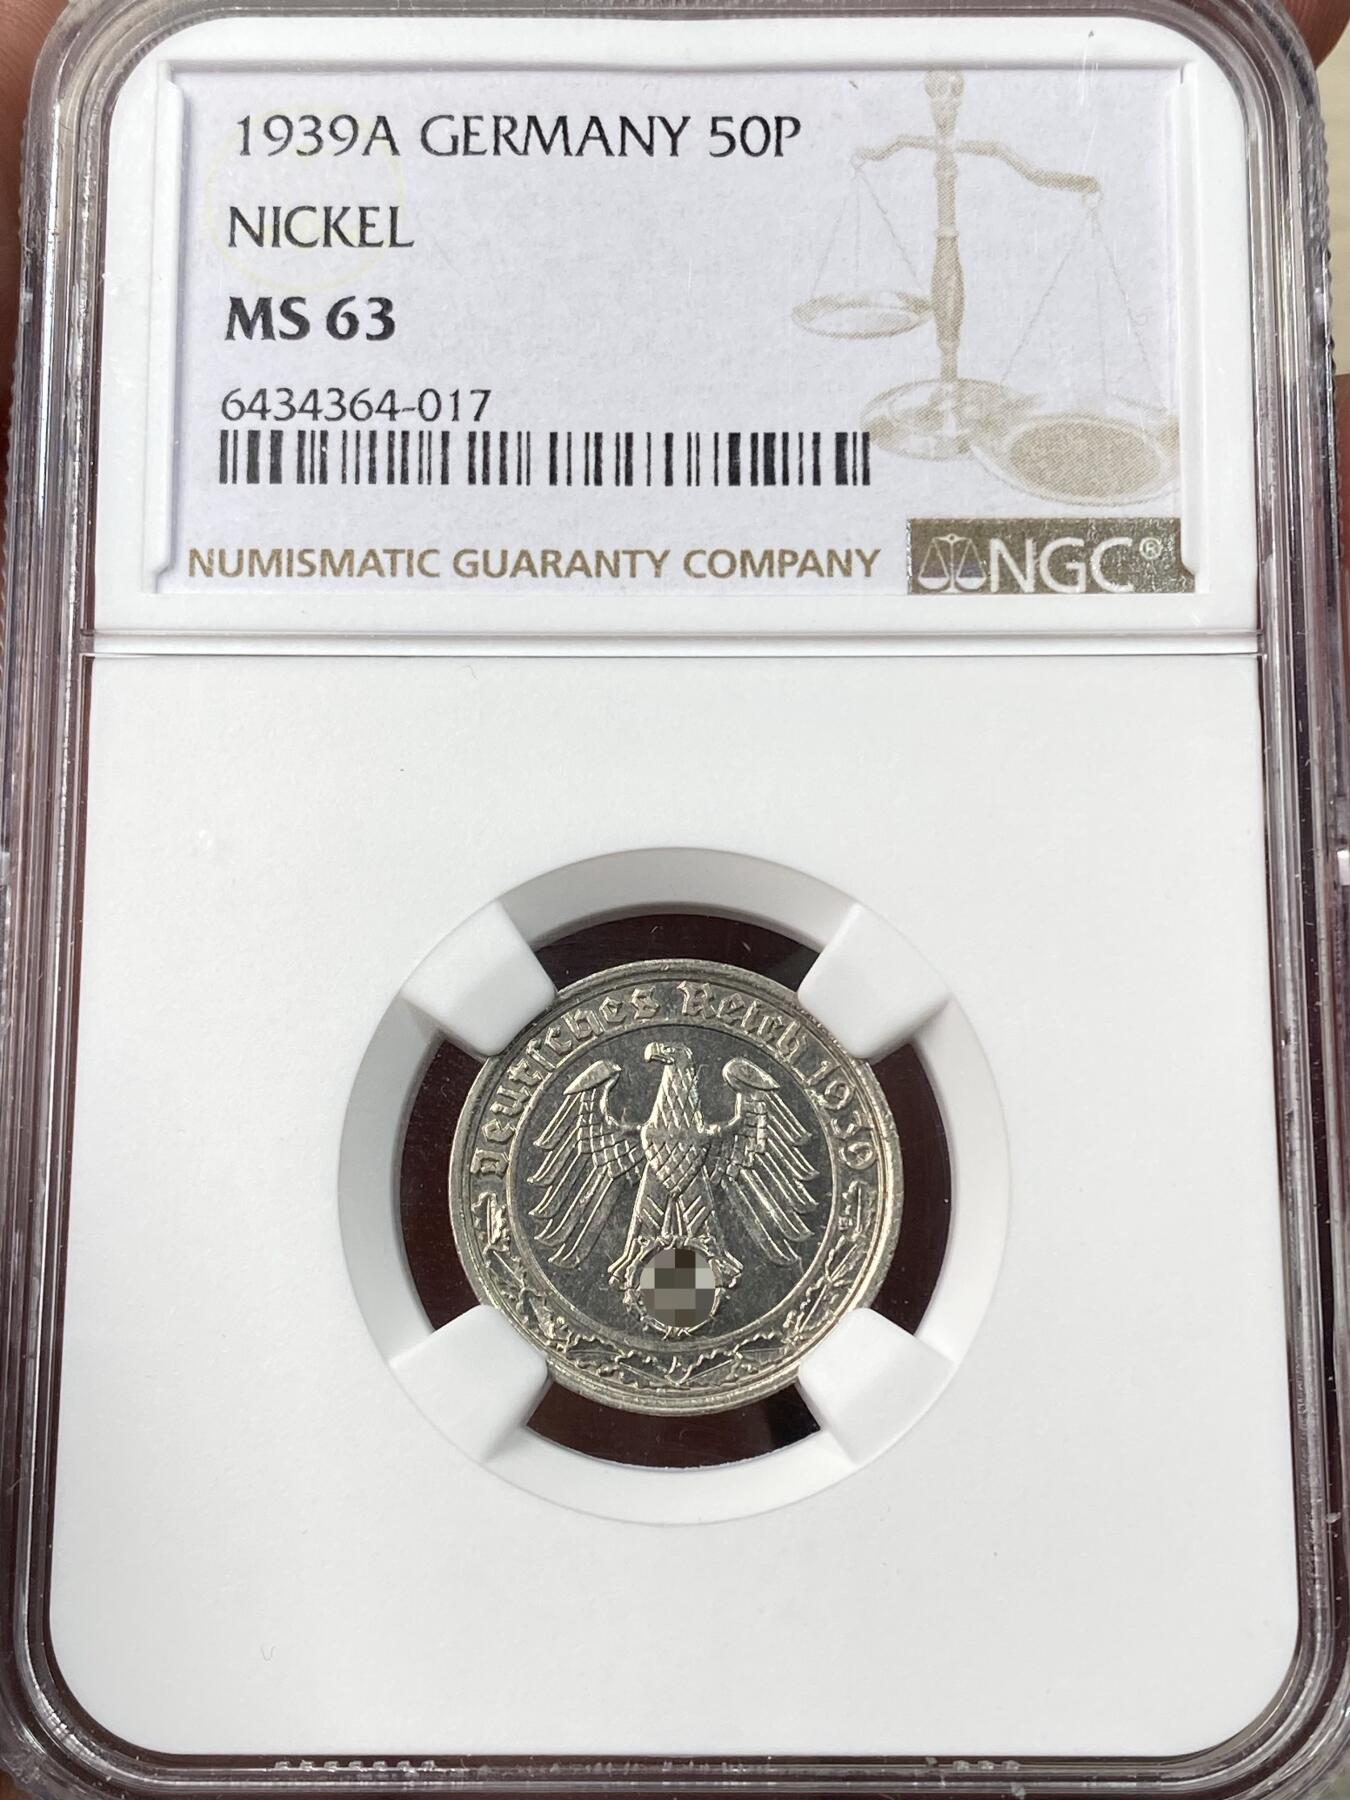 1939A GERMANY 50P
NICKEL
MS 63
6434364-017
NUMISMATIC GUARANTY COMPANY
NGC®
Deutsches Reich 1939